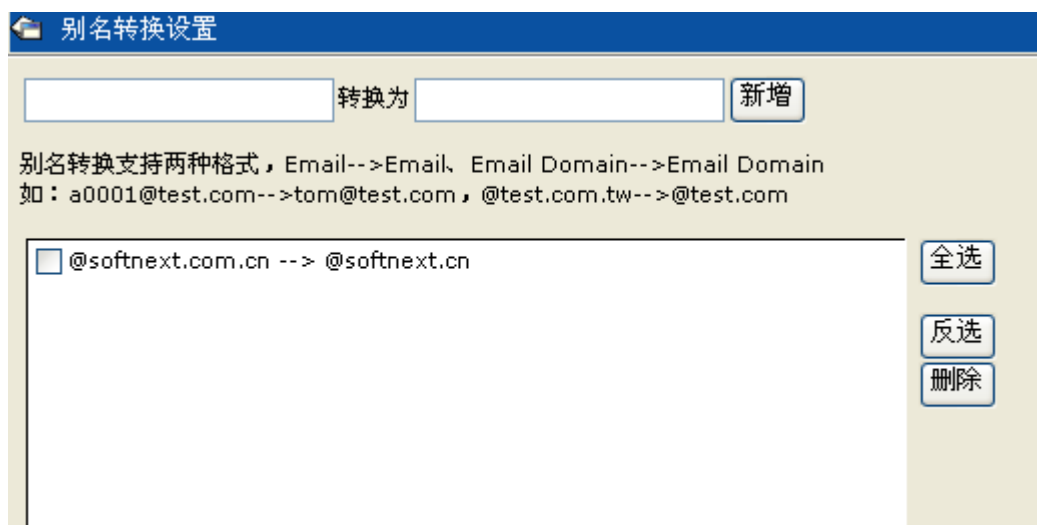 别名转换设置
转换为 新增
别名转换支持两种格式，Email-->Email、Email Domain-->Email Domain
如：a0001@test.com-->tom@test.com，@test.com.tw-->@test.com
@softnext.com.cn --> @softnext.cn
全选
反选
删除